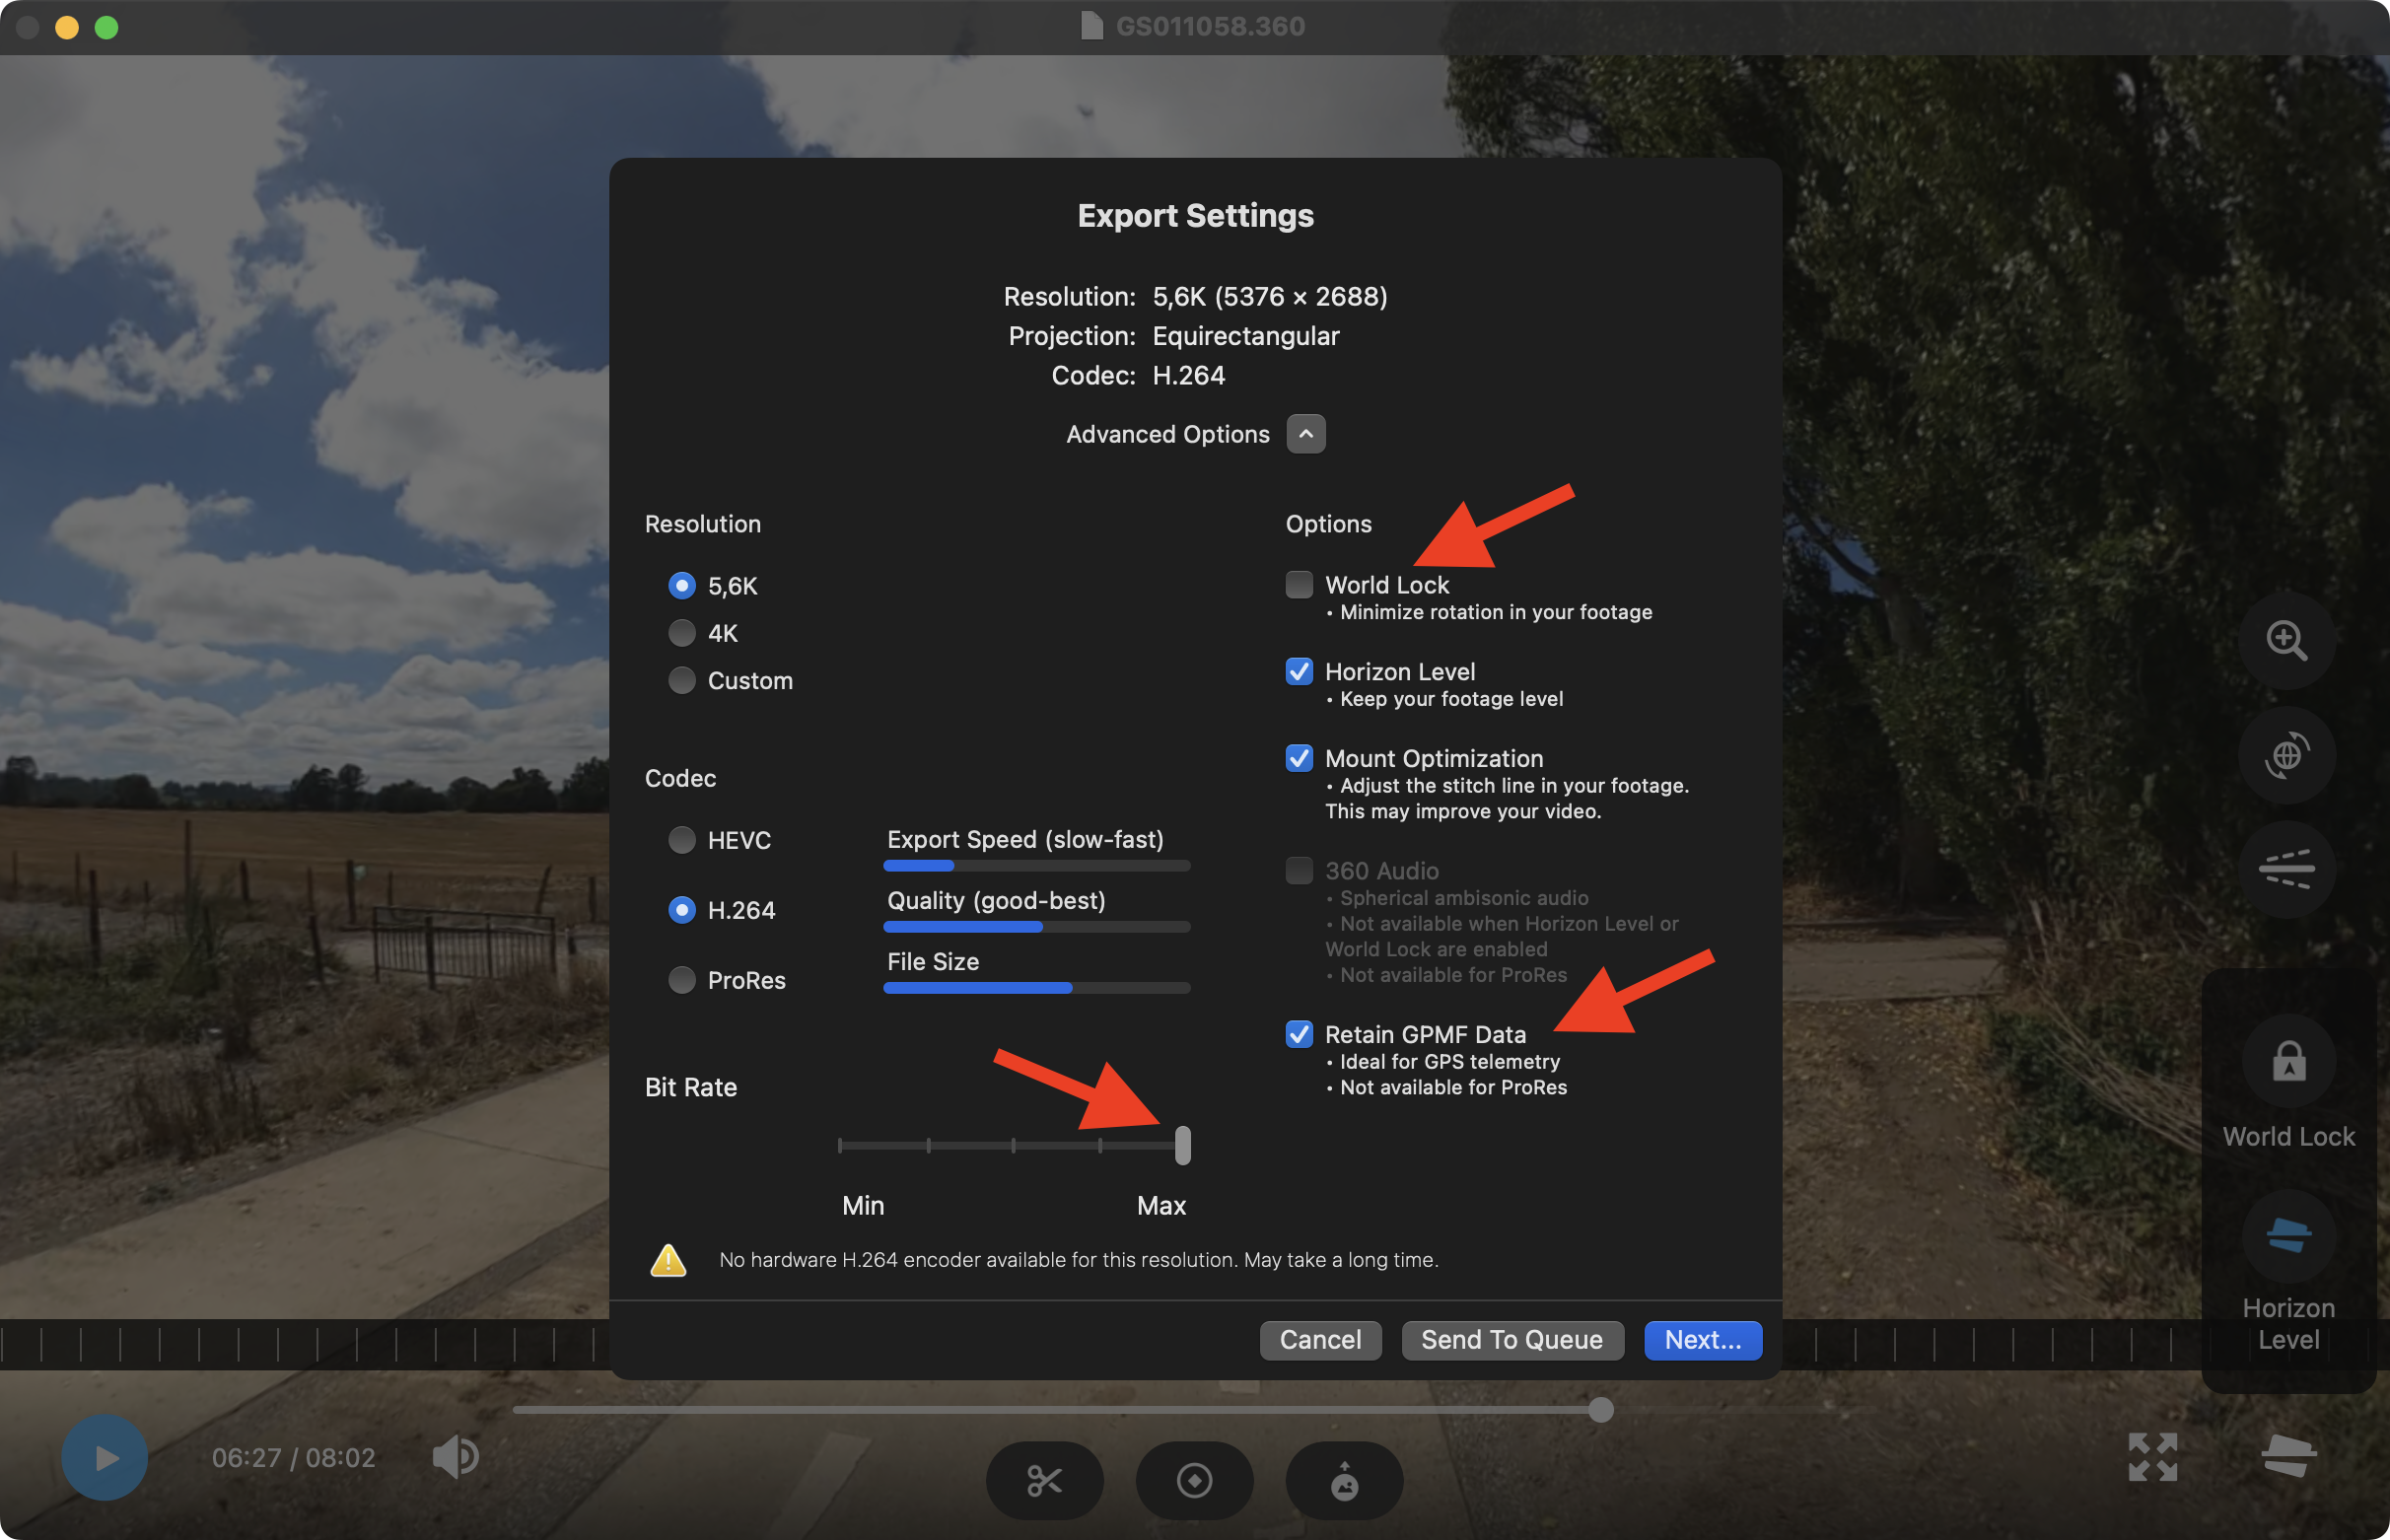 GS011058.360
Export Settings
Resolution: 5,6K (5376 × 2688)
Projection: Equirectangular
Codec: H.264
Advanced Options
Resolution
5,6K
4K
Custom
Codec
HEVC
H.264
ProRes
Export Speed (slow-fast)
Quality (good-best)
File Size
Bit Rate
Min Max
Options
World Lock
• Minimize rotation in your footage
Horizon Level
• Keep your footage level
Mount Optimization
• Adjust the stitch line in your footage.
This may improve your video.
360 Audio
• Spherical ambisonic audio
• Not available when Horizon Level or
World Lock are enabled
• Not available for ProRes
Retain GPMF Data
• Ideal for GPS telemetry
• Not available for ProRes
No hardware H.264 encoder available for this resolution. May take a long time.
Cancel Send To Queue Next...
World Lock
Horizon
Level
06:27 / 08:02